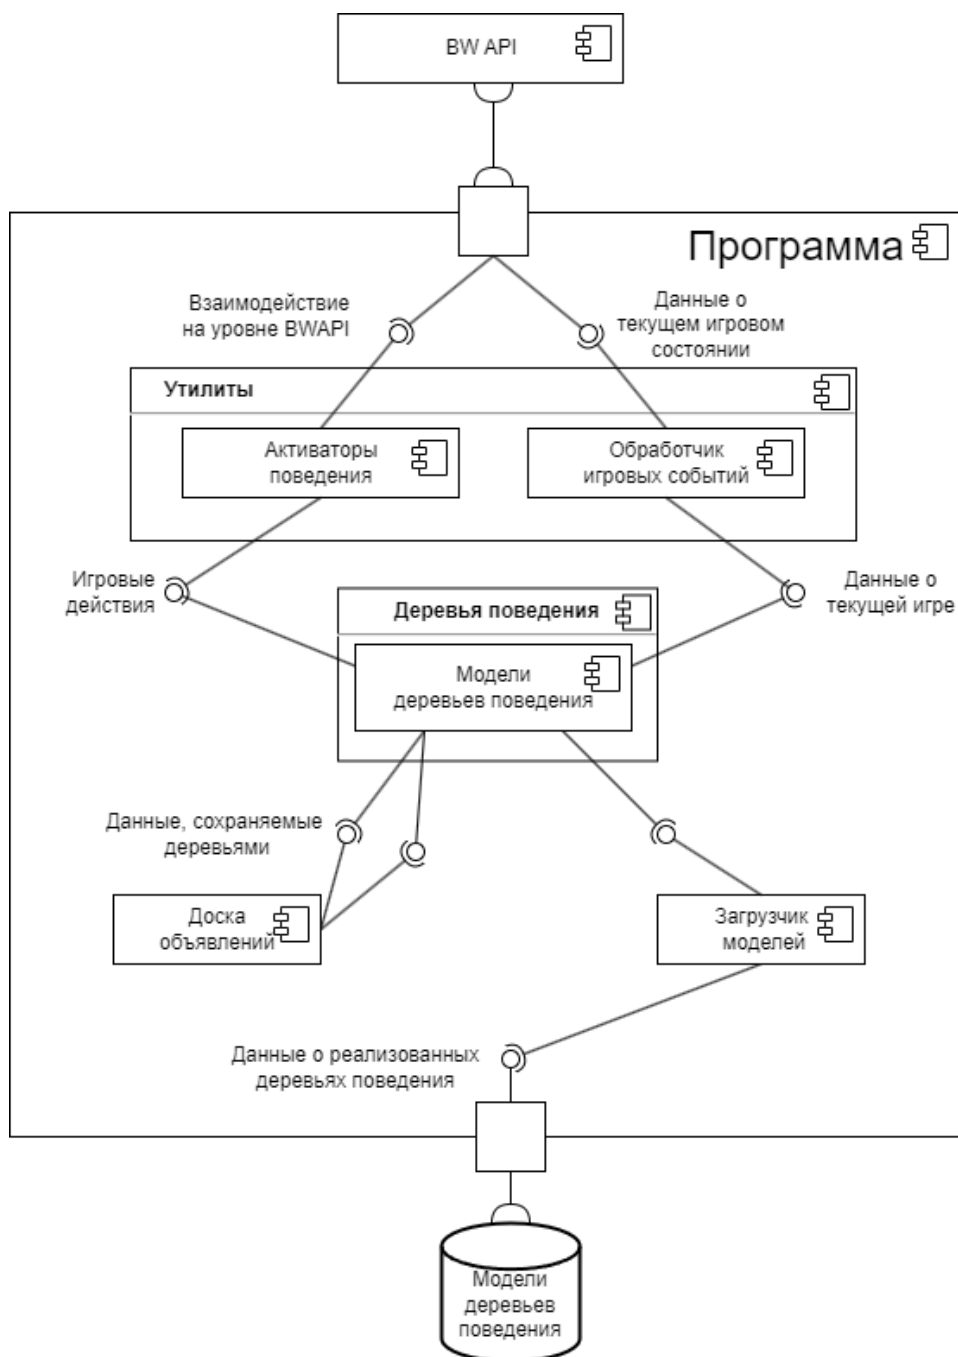 BW API
Программа
Взаимодействие
на уровне BWAPI
Данные о
текущем игровом
состоянии
Утилиты
Активаторы
поведения
Обработчик
игровых событий
Игровые
действия
Данные о
текущей игре
Деревья поведения
Модели
деревьев поведения
Данные, сохраняемые
деревьями
Доска
объявлений
Загрузчик
моделей
Данные о реализованных
деревьях поведения
Модели
деревьев
поведения